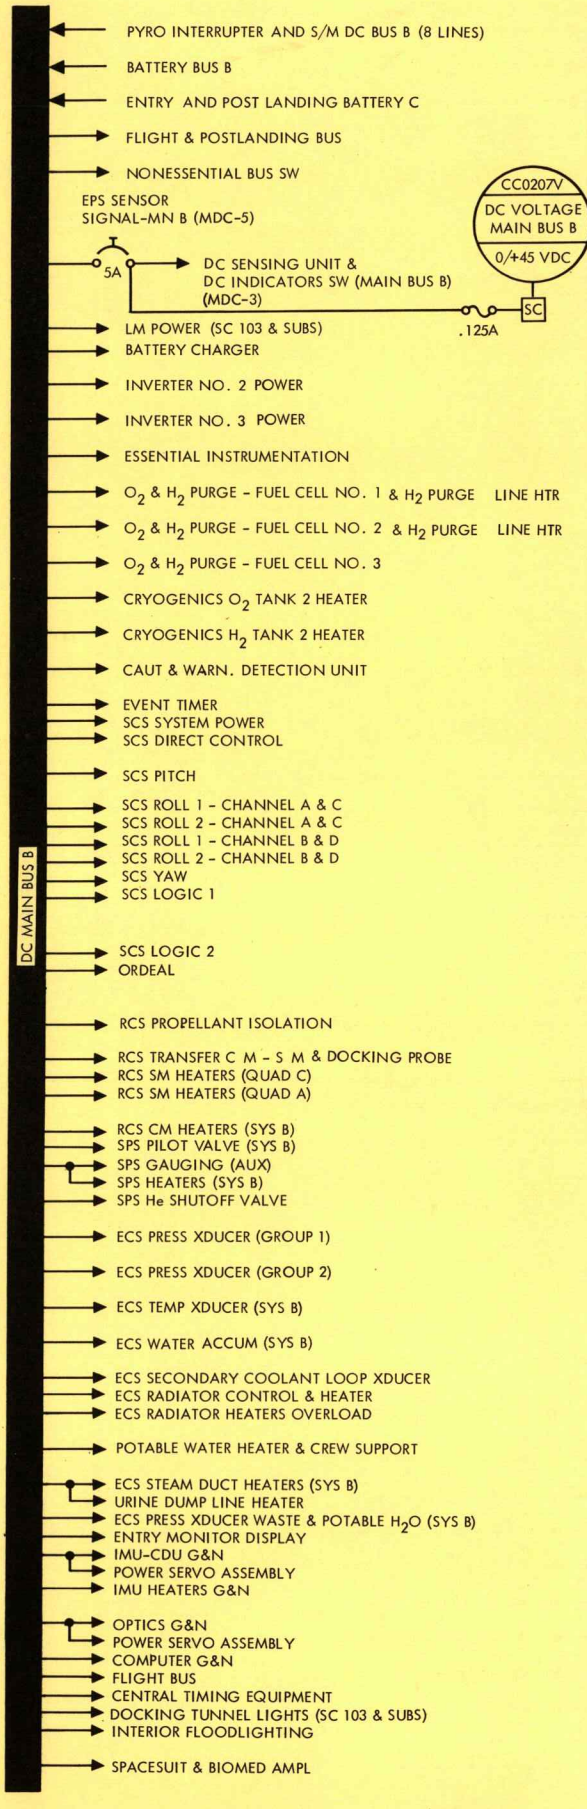 PYRO INTERRUPTER AND S/M DC BUS B (8 LINES)
BATTERY BUS B
ENTRY AND POST LANDING BATTERY C
FLIGHT & POSTLANDING BUS
NONESSENTIAL BUS SW
CC0207V
DC VOLTAGE
MAIN BUS B
0/+45 VDC
SC
.125A
EPS SENSOR
SIGNAL-MN B (MDC-5)
5A
DC SENSING UNIT &
DC INDICATORS SW (MAIN BUS B)
(MDC-3)
LM POWER (SC 103 & SUBS)
BATTERY CHARGER
INVERTER NO. 2 POWER
INVERTER NO. 3 POWER
ESSENTIAL INSTRUMENTATION
O2 & H2 PURGE - FUEL CELL NO. 1 & H2 PURGE LINE HTR
O2 & H2 PURGE - FUEL CELL NO. 2 & H2 PURGE LINE HTR
O2 & H2 PURGE - FUEL CELL NO. 3
CRYOGENICS O2 TANK 2 HEATER
CRYOGENICS H2 TANK 2 HEATER
CAUT & WARN. DETECTION UNIT
EVENT TIMER
SCS SYSTEM POWER
SCS DIRECT CONTROL
SCS PITCH
SCS ROLL 1 - CHANNEL A & C
SCS ROLL 2 - CHANNEL A & C
SCS ROLL 1 - CHANNEL B & D
SCS ROLL 2 - CHANNEL B & D
SCS YAW
SCS LOGIC 1
DC MAIN BUS B
SCS LOGIC 2
ORDEAL
RCS PROPELLANT ISOLATION
RCS TRANSFER C M - S M & DOCKING PROBE
RCS SM HEATERS (QUAD C)
RCS SM HEATERS (QUAD A)
RCS CM HEATERS (SYS B)
SPS PILOT VALVE (SYS B)
SPS GAUGING (AUX)
SPS HEATERS (SYS B)
SPS He SHUTOFF VALVE
ECS PRESS XDUCER (GROUP 1)
ECS PRESS XDUCER (GROUP 2)
ECS TEMP XDUCER (SYS B)
ECS WATER ACCUM (SYS B)
ECS SECONDARY COOLANT LOOP XDUCER
ECS RADIATOR CONTROL & HEATER
ECS RADIATOR HEATERS OVERLOAD
POTABLE WATER HEATER & CREW SUPPORT
ECS STEAM DUCT HEATERS (SYS B)
URINE DUMP LINE HEATER
ECS PRESS XDUCER WASTE & POTABLE H2O (SYS B)
ENTRY MONITOR DISPLAY
IMU-CDU G&N
POWER SERVO ASSEMBLY
IMU HEATERS G&N
OPTICS G&N
POWER SERVO ASSEMBLY
COMPUTER G&N
FLIGHT BUS
CENTRAL TIMING EQUIPMENT
DOCKING TUNNEL LIGHTS (SC 103 & SUBS)
INTERIOR FLOODLIGHTING
SPACESUIT & BIOMED AMPL